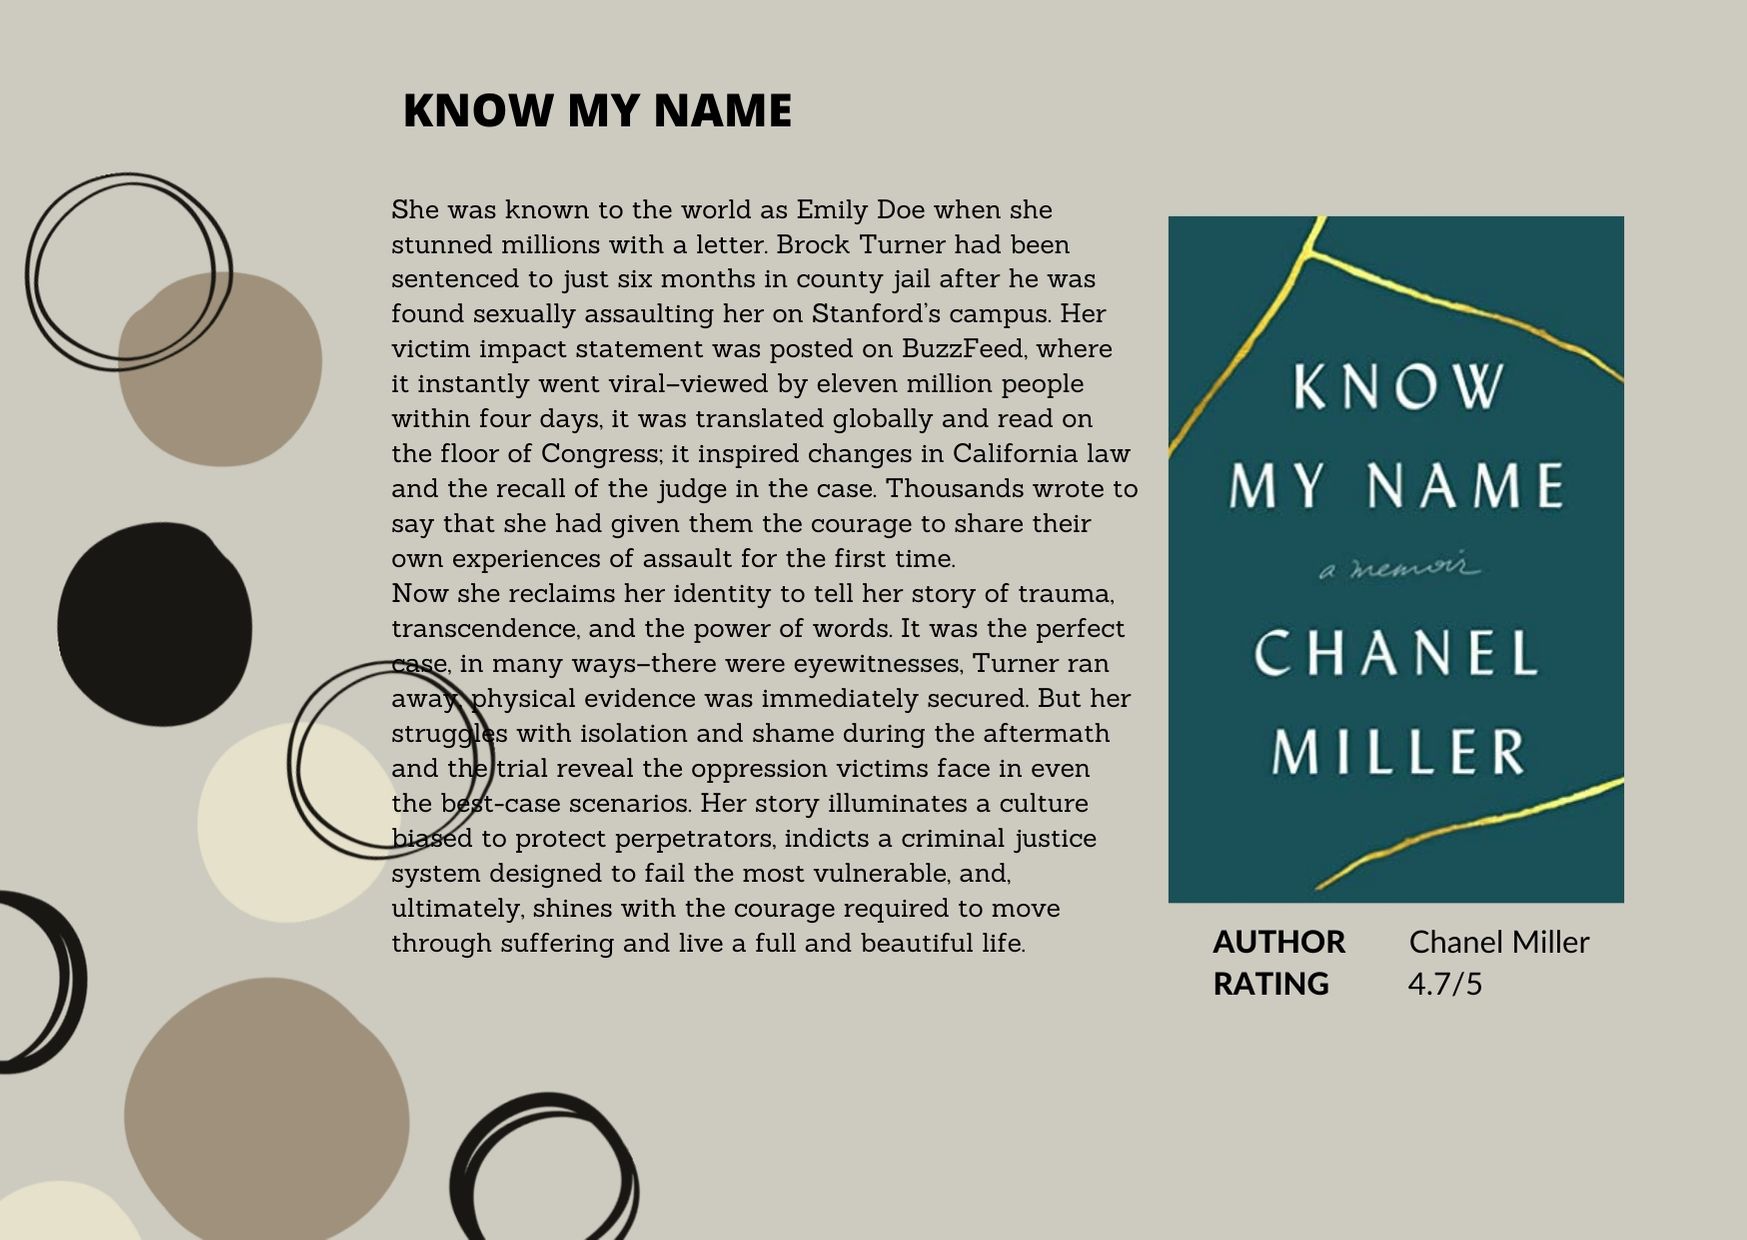 KNOW MY NAME
She was known to the world as Emily Doe when she
stunned millions with a letter. Brock Turner had been
sentenced to just six months in county jail after he was
found sexually assaulting her on Stanford’s campus. Her
victim impact statement was posted on BuzzFeed, where
it instantly went viral–viewed by eleven million people
within four days, it was translated globally and read on
the floor of Congress; it inspired changes in California law
and the recall of the judge in the case. Thousands wrote to
say that she had given them the courage to share their
own experiences of assault for the first time.
Now she reclaims her identity to tell her story of trauma,
transcendence, and the power of words. It was the perfect
case, in many ways–there were eyewitnesses, Turner ran
away, physical evidence was immediately secured. But her
struggles with isolation and shame during the aftermath
and the trial reveal the oppression victims face in even
the best-case scenarios. Her story illuminates a culture
biased to protect perpetrators, indicts a criminal justice
system designed to fail the most vulnerable, and,
ultimately, shines with the courage required to move
through suffering and live a full and beautiful life.
KNOW
MY NAME
a memoir
CHANEL
MILLER
AUTHOR Chanel Miller
RATING 4.7/5